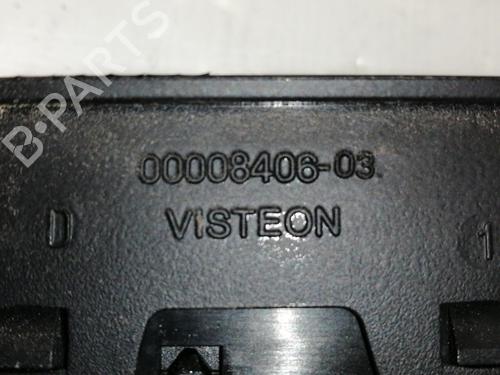 B-PARTS
00008406-03
VISTEON
D
1